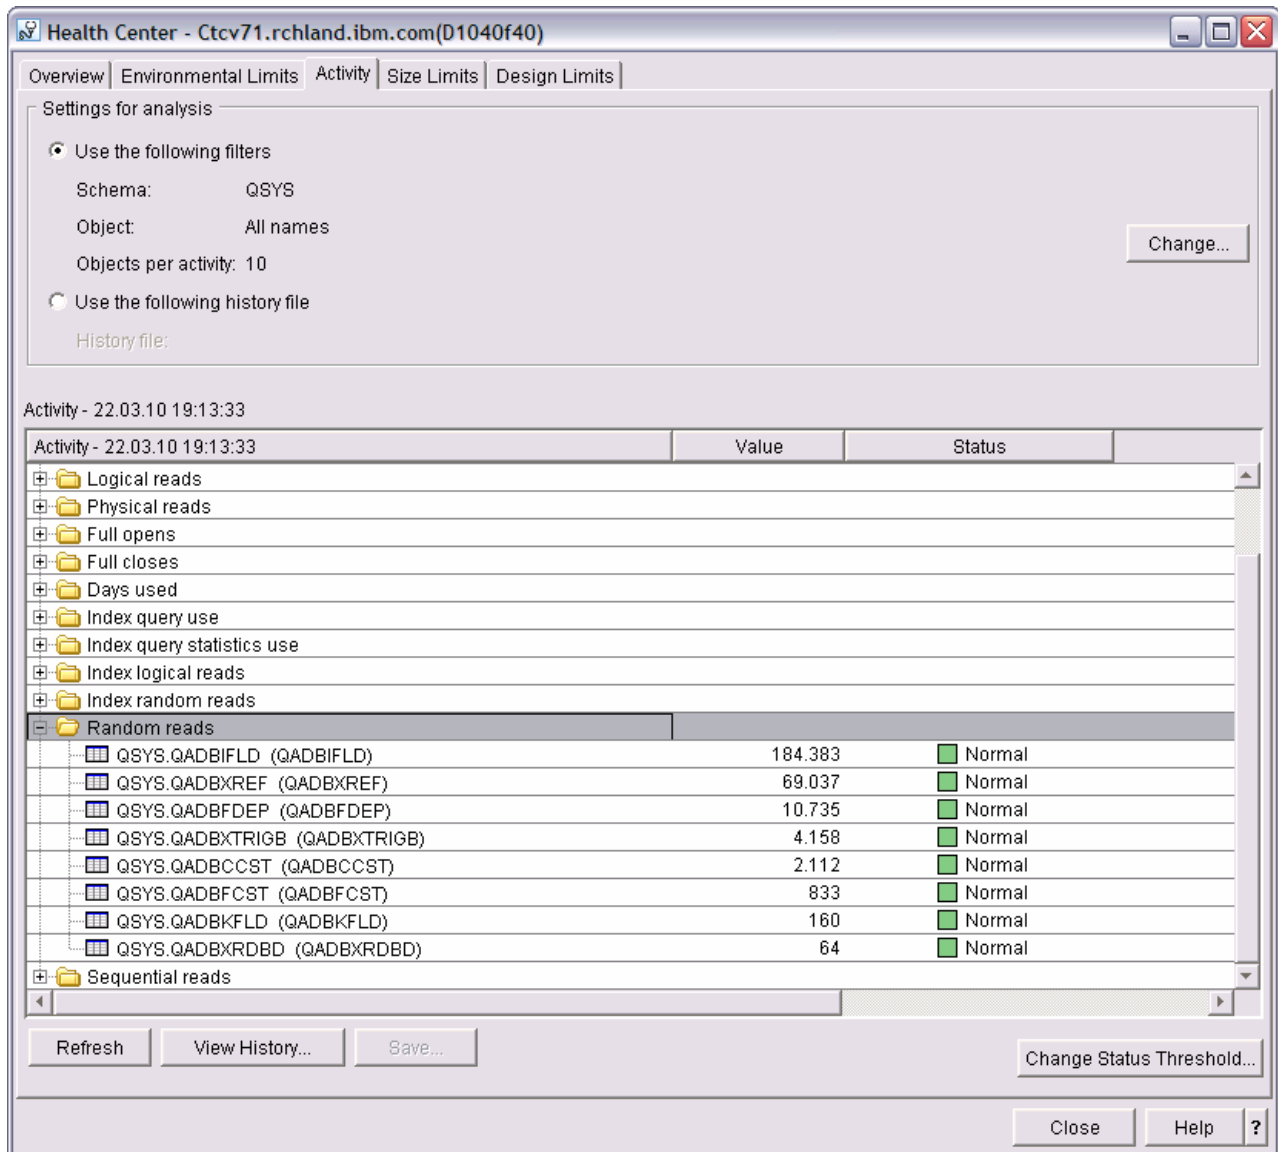 Health Center - Ctcv71.rchland.ibm.com(D1040f40)
Overview Environmental Limits Activity Size Limits Design Limits
Settings for analysis
Use the following filters
Schema: QSYS
Object: All names
Change...
Objects per activity: 10
Use the following history file
History file:
Activity - 22.03.10 19:13:33
Activity - 22.03.10 19:13:33 Value Status
Logical reads
Physical reads
Full opens
Full closes
Days used
Index query use
Index query statistics use
Index logical reads
Index random reads
Random reads
QSYS.QADBIFLD (QADBIFLD) 184.383 Normal
QSYS.QADBXREF (QADBXREF) 69.037 Normal
QSYS.QADBFDEP (QADBFDEP) 10.735 Normal
QSYS.QADBXTRIGB (QADBXTRIGB) 4.158 Normal
QSYS.QADBCCST (QADBCCST) 2.112 Normal
QSYS.QADBFCST (QADBFCST) 833 Normal
QSYS.QADBKFLD (QADBKFLD) 160 Normal
QSYS.QADBXRDBD (QADBXRDBD) 64 Normal
Sequential reads
Refresh View History... Save... Change Status Threshold...
Close Help ?